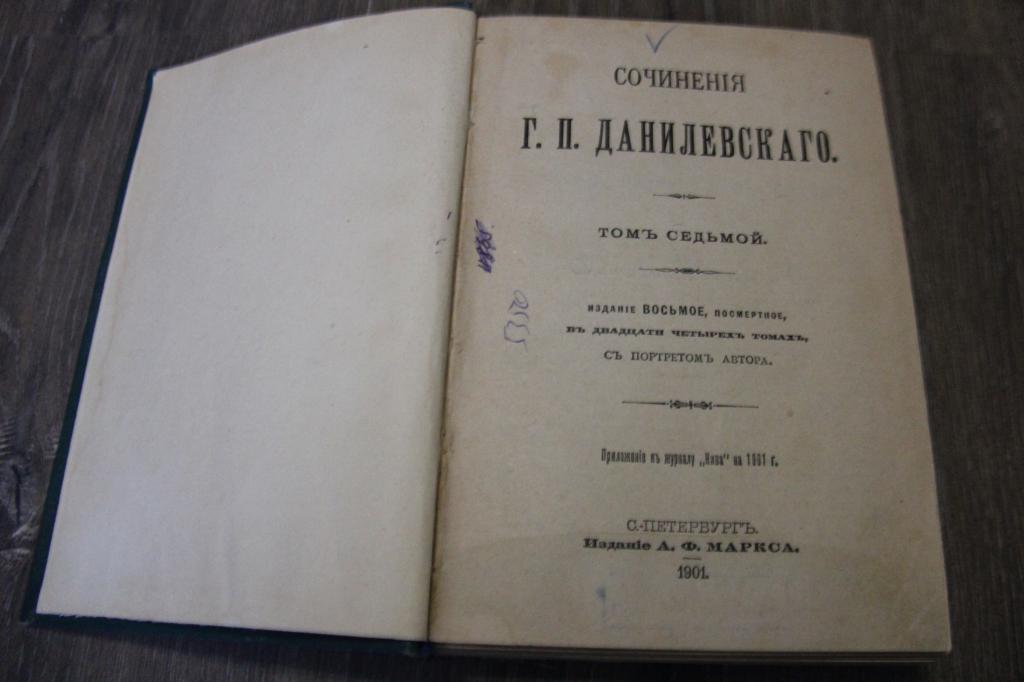 СОЧИНЕНІЯ
Г. П. ДАНИЛЕВСКАГО.
ТОМЪ СЕДЬМОЙ.
ИЗДАНІЕ ВОСЬМОЕ, ПОСМЕРТНОЕ,
ВЪ ДВАДЦАТИ ЧЕТЫРЕХЪ ТОМАХЪ,
СЪ ПОРТРЕТОМЪ АВТОРА.
Приложеніе къ журналу „Нива" на 1901 г.
С.-ПЕТЕРБУРГЪ.
Изданіе А. Ф. МАРКСА.
1901.